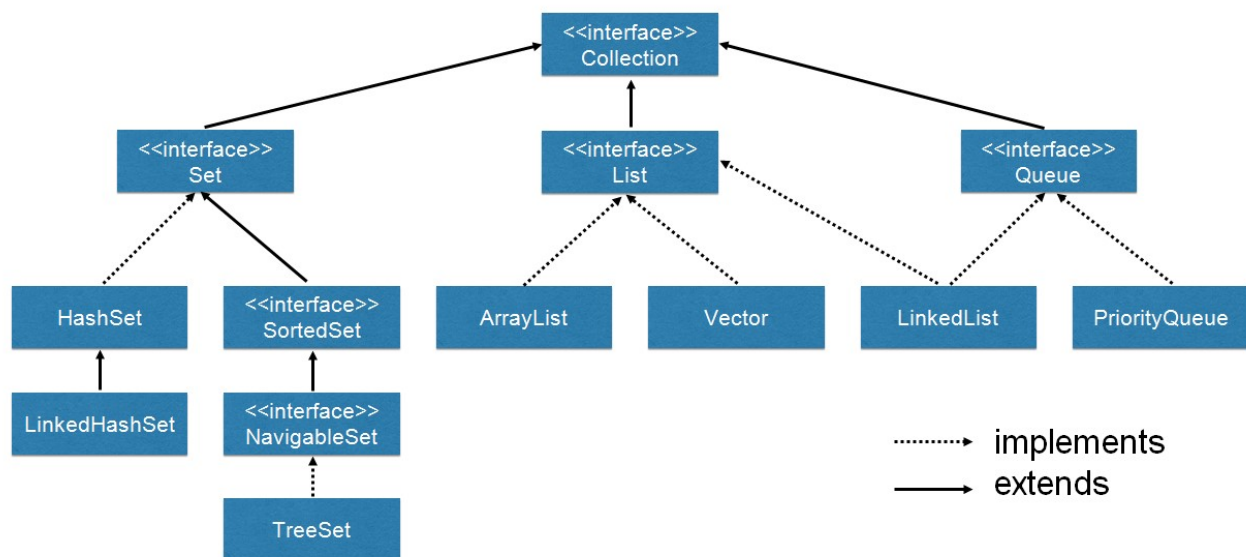 <<interface>>
Collection
<<interface>>
Set
<<interface>>
List
<<interface>>
Queue
HashSet
<<interface>>
SortedSet
ArrayList
Vector
LinkedList
PriorityQueue
LinkedHashSet
<<interface>>
NavigableSet
TreeSet
implements
extends